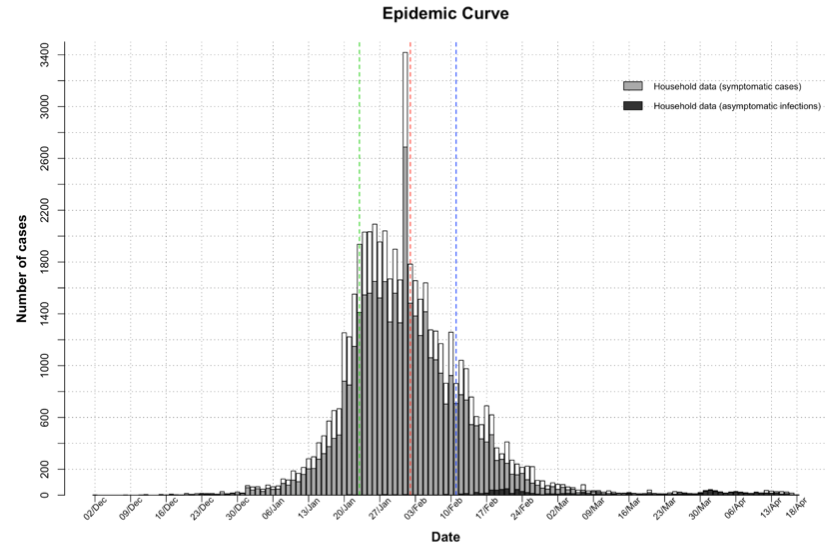 Epidemic Curve
Household data (symptomatic cases)
Household data (asymptomatic infections)
Number of cases
3400
3000
2600
2200
1800
1400
1000
600
200
0
02/Dec 09/Dec 16/Dec 23/Dec 30/Dec 06/Jan 13/Jan 20/Jan 27/Jan 03/Feb 10/Feb 17/Feb 24/Feb 02/Mar 09/Mar 16/Mar 23/Mar 30/Mar 06/Apr 13/Apr 18/Apr
Date